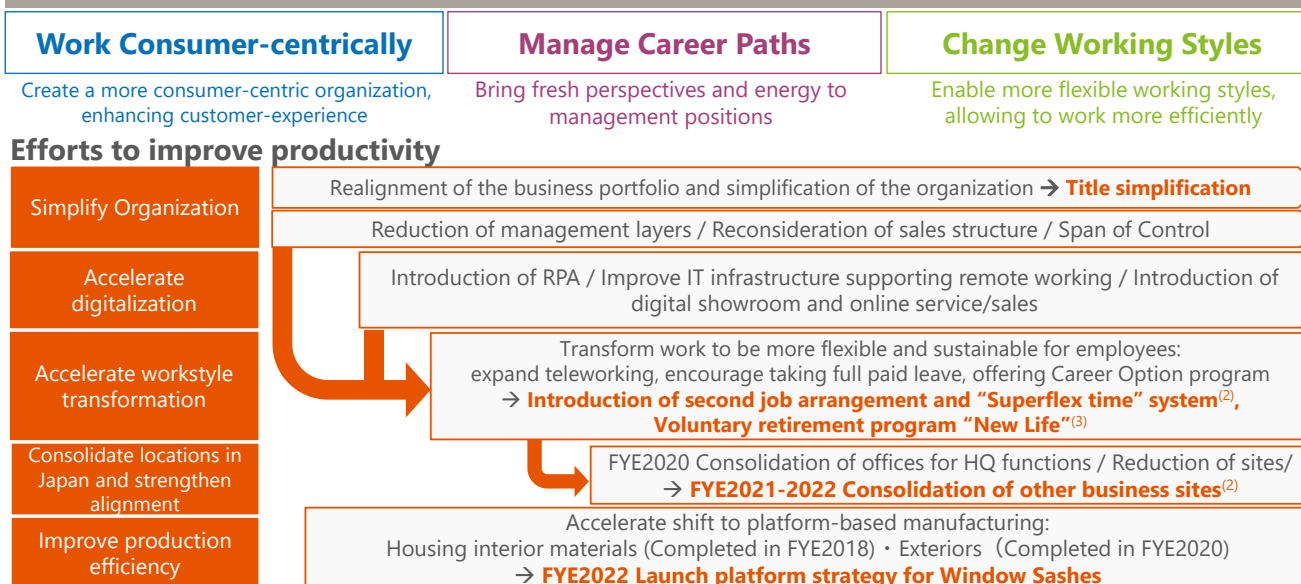 Work Consumer-centrically
Manage Career Paths
Change Working Styles
Create a more consumer-centric organization,
enhancing customer-experience
Bring fresh perspectives and energy to
management positions
Enable more flexible working styles,
allowing to work more efficiently
Efforts to improve productivity
Simplify Organization
Realignment of the business portfolio and simplification of the organization → Title simplification
Reduction of management layers / Reconsideration of sales structure / Span of Control
Accelerate
digitalization
Introduction of RPA / Improve IT infrastructure supporting remote working / Introduction of
digital showroom and online service/sales
Accelerate workstyle
transformation
Transform work to be more flexible and sustainable for employees:
expand teleworking, encourage taking full paid leave, offering Career Option program
→ Introduction of second job arrangement and “Superflex time” system(2),
Voluntary retirement program “New Life”(3)
Consolidate locations in
Japan and strengthen
alignment
FYE2020 Consolidation of offices for HQ functions / Reduction of sites/
→ FYE2021-2022 Consolidation of other business sites(2)
Improve production
efficiency
Accelerate shift to platform-based manufacturing:
Housing interior materials (Completed in FYE2018)・Exteriors（Completed in FYE2020)
→ FYE2022 Launch platform strategy for Window Sashes